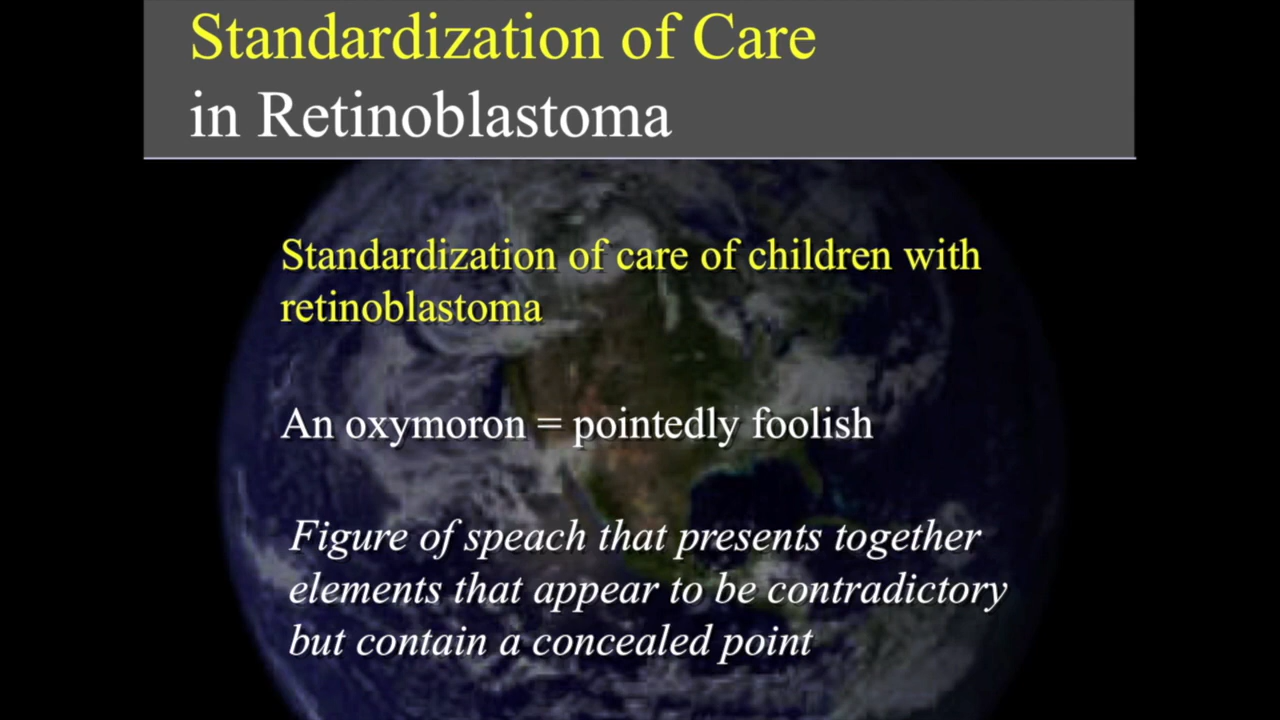 Standardization of Care
in Retinoblastoma
Standardization of care of children with
retinoblastoma
An oxymoron = pointedly foolish
Figure of speach that presents together
elements that appear to be contradictory
but contain a concealed point